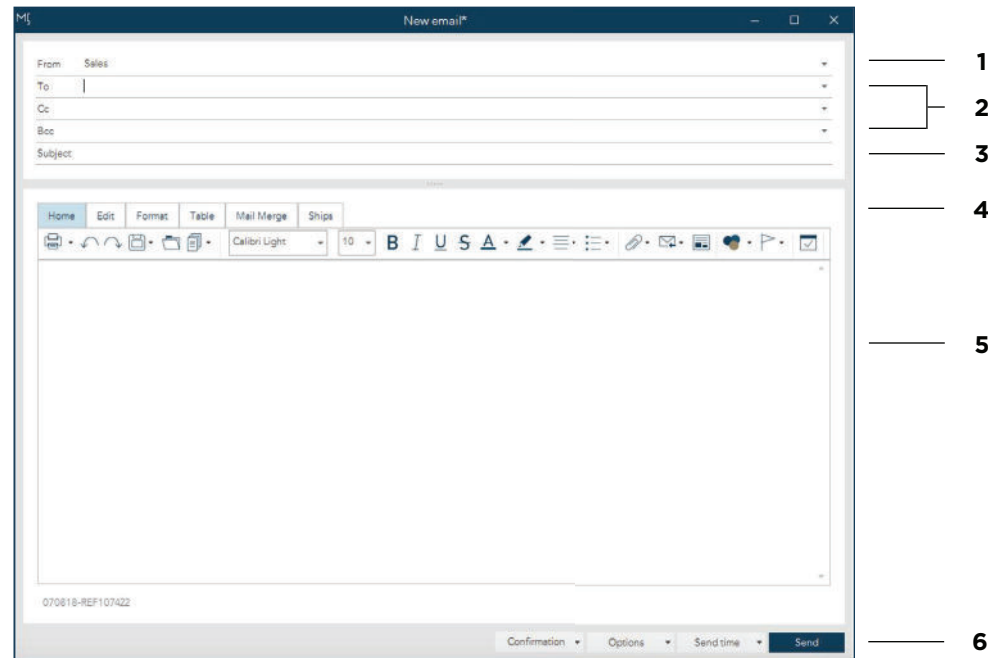 M
New email*
From Sales
1
To
Cc
2
Bcc
Subject
3
Home Edit Format Table Mail Merge Ships
4
Calibri Light 10 B I U S A
5
070818-REF107422
Confirmation Options Send time Send
6